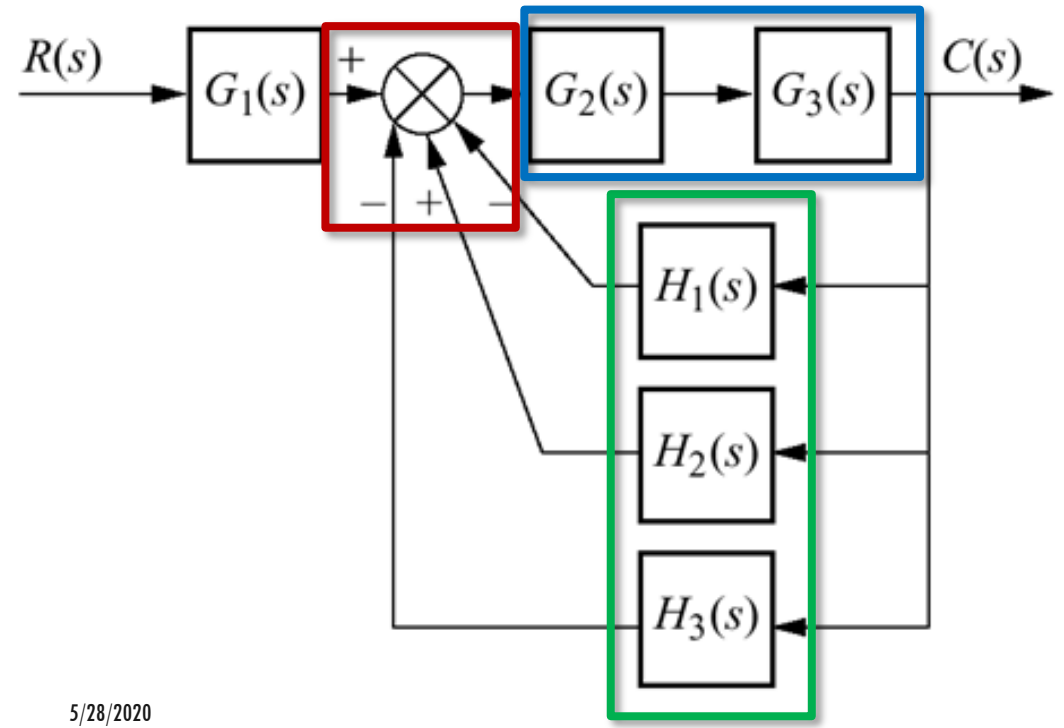 R(s) G₁(s) + G₂(s) G₃(s) C(s)
− + −
H₁(s)
H₂(s)
H₃(s)
5/28/2020